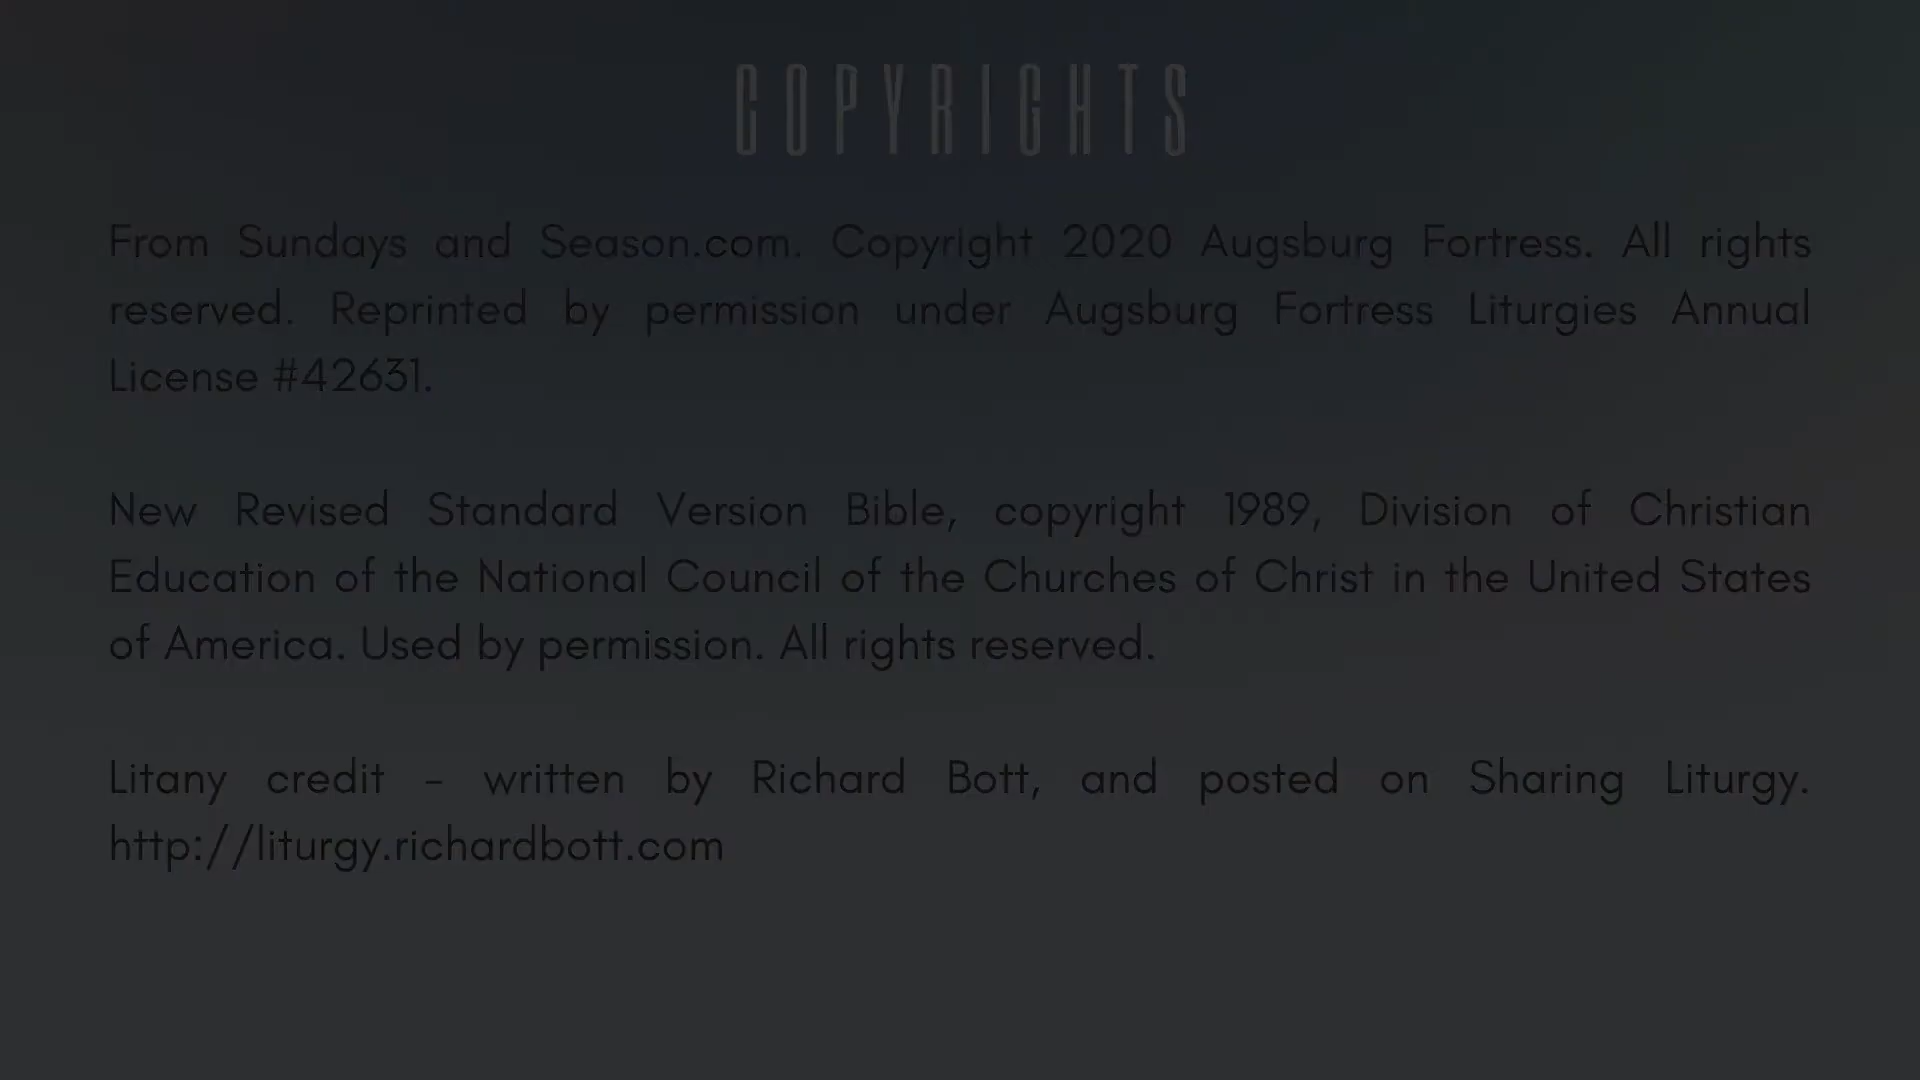 COPYRIGHTS
From Sundays and Season.com. Copyright 2020 Augsburg Fortress. All rights
reserved. Reprinted by permission under Augsburg Fortress Liturgies Annual
License #42631.
New Revised Standard Version Bible, copyright 1989, Division of Christian
Education of the National Council of the Churches of Christ in the United States
of America. Used by permission. All rights reserved.
Litany credit - written by Richard Bott, and posted on Sharing Liturgy.
http://liturgy.richardbott.com